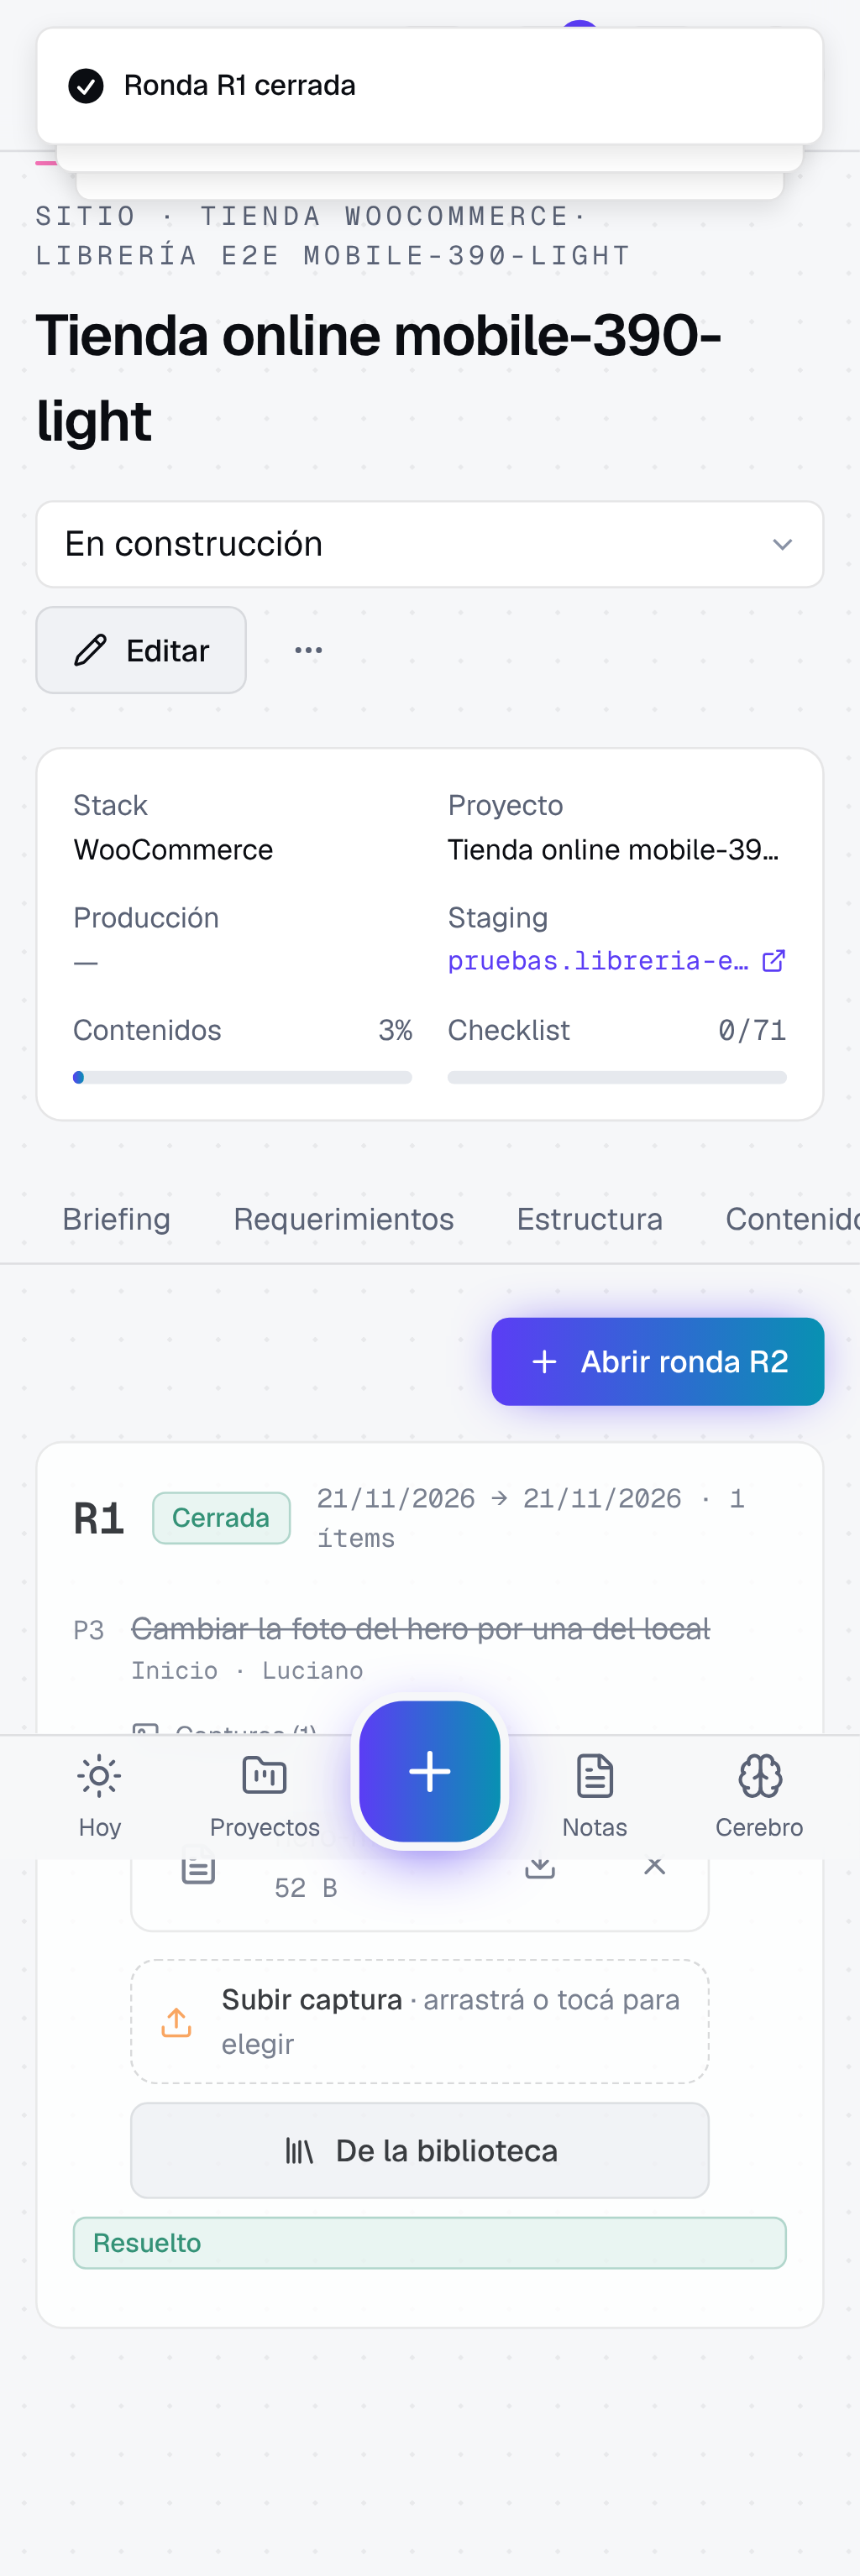 Ronda R1 cerrada
SITIO · TIENDA WOOCOMMERCE·
LIBRERÍA E2E MOBILE-390-LIGHT
Tienda online mobile-390-
light
En construcción
Editar
Stack
WooCommerce
Proyecto
Tienda online mobile-39…
Producción
—
Staging
pruebas.libreria-e…
Contenidos 3%
Checklist 0/71
Briefing Requerimientos Estructura Contenido
+ Abrir ronda R2
R1 Cerrada 21/11/2026 → 21/11/2026 · 1
ítems
P3 Cambiar la foto del hero por una del local
Inicio · Luciano
Capturas (1)
Hoy Proyectos Notas Cerebro
52 B
Subir captura · arrastrá o tocá para
elegir
De la biblioteca
Resuelto